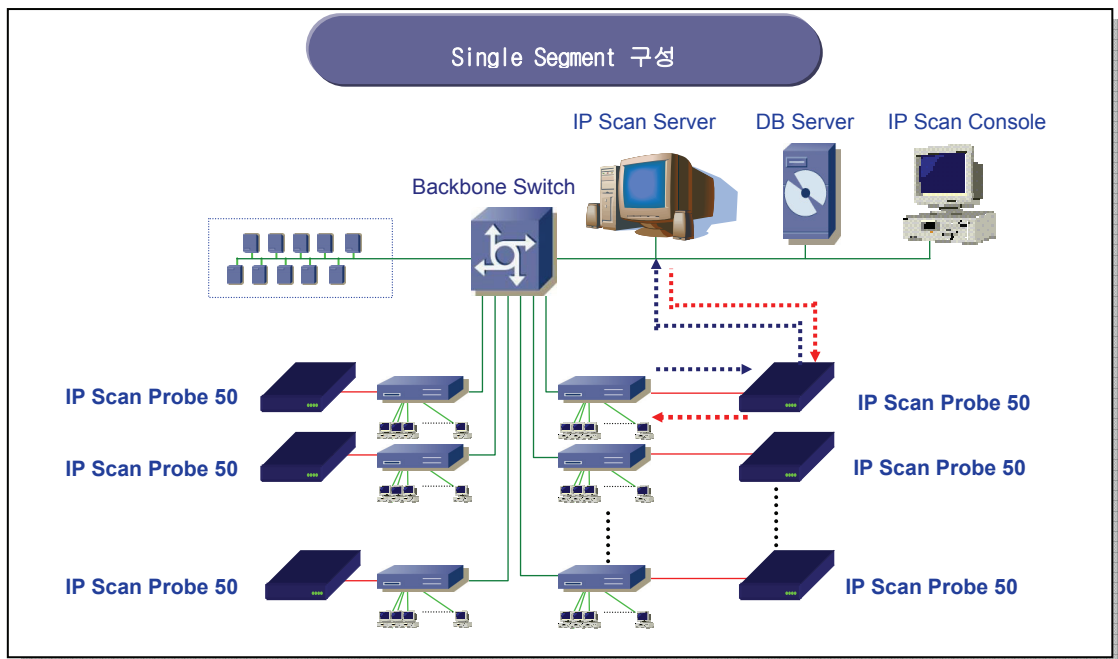 Single Segment 구성
IP Scan Server
DB Server
IP Scan Console
Backbone Switch
IP Scan Probe 50
IP Scan Probe 50
IP Scan Probe 50
IP Scan Probe 50
IP Scan Probe 50
IP Scan Probe 50